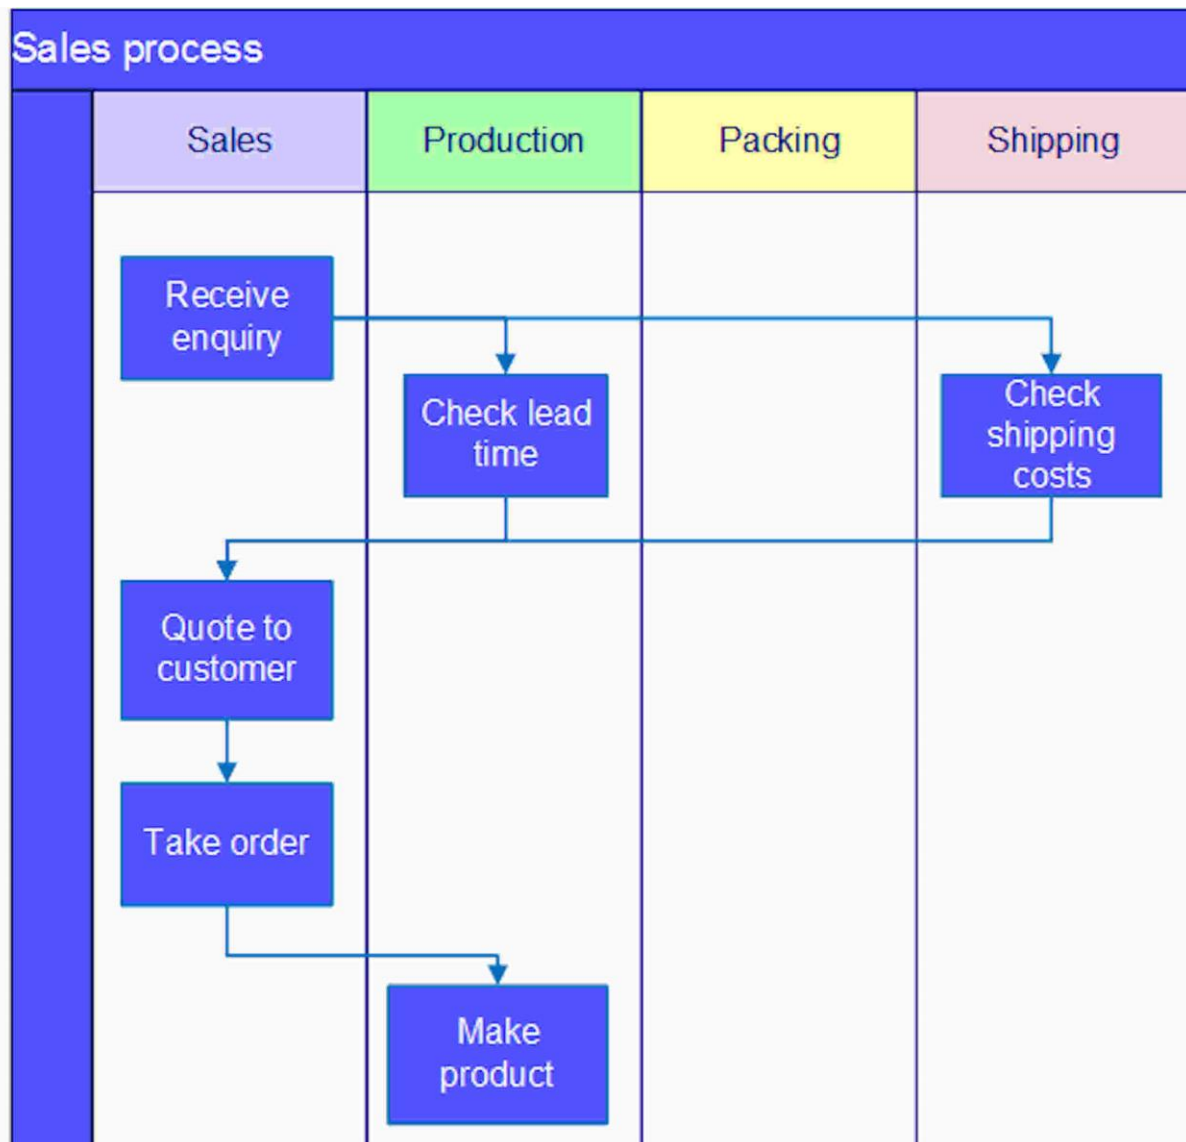 Sales process
Sales
Production
Packing
Shipping
Receive
enquiry
Check lead
time
Check
shipping
costs
Quote to
customer
Take order
Make
product